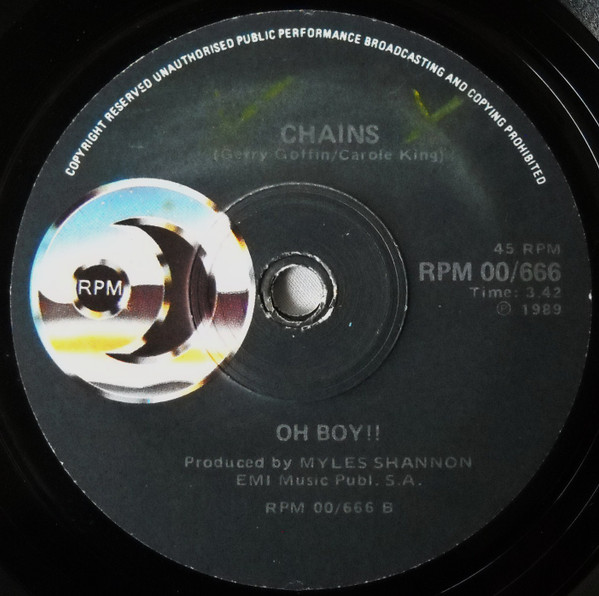 COPYRIGHT RESERVED UNAUTHORISED PUBLIC PERFORMANCE BROADCASTING AND COPYING PROHIBITED
CHAINS
(Gerry Goffin/Carole King)
RPM
45 RPM
RPM 00/666
Time: 3.42
℗ 1989
OH BOY!!
Produced by MYLES SHANNON
EMI Music Publ. S.A.
RPM 00/666 B